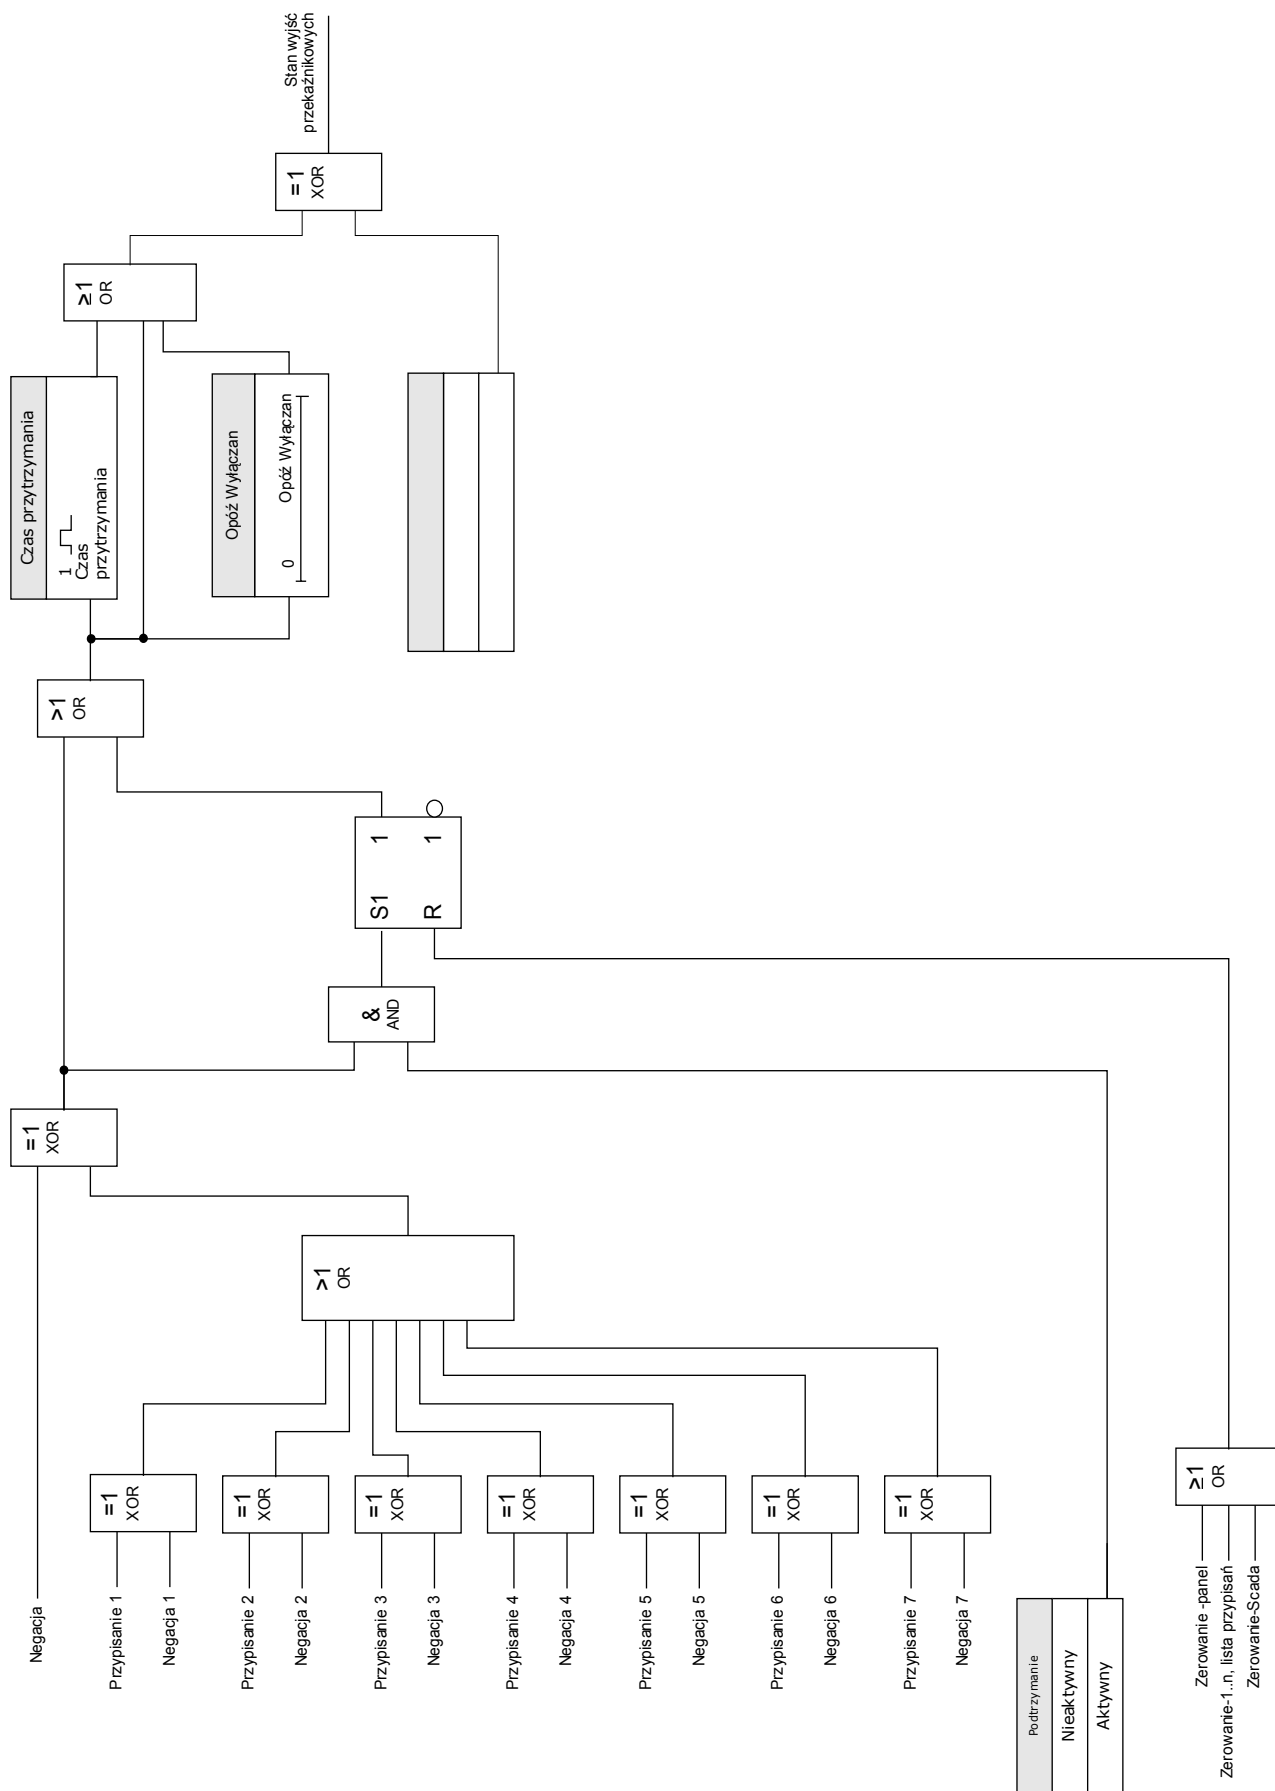 Negacja
Przypisanie 1
Negacja 1
Przypisanie 2
Negacja 2
Przypisanie 3
Negacja 3
Przypisanie 4
Negacja 4
Przypisanie 5
Negacja 5
Przypisanie 6
Negacja 6
Przypisanie 7
Negacja 7
Podtrzymanie
Nieaktywny
Aktywny
Zerowanie -panel
Zerowanie-1..n, lista przypisań
Zerowanie-Scada
=1
XOR
=1
XOR
=1
XOR
=1
XOR
=1
XOR
=1
XOR
=1
XOR
≥1
OR
>1
OR
=1
XOR
&
AND
S1
1
R
1
>1
OR
Czas przytrzymania
1
Czas
przytrzymania
Opóź Wyłączan
0
Opóź Wyłączan
≥1
OR
=1
XOR
Stan wyjść
przekaźnikowych